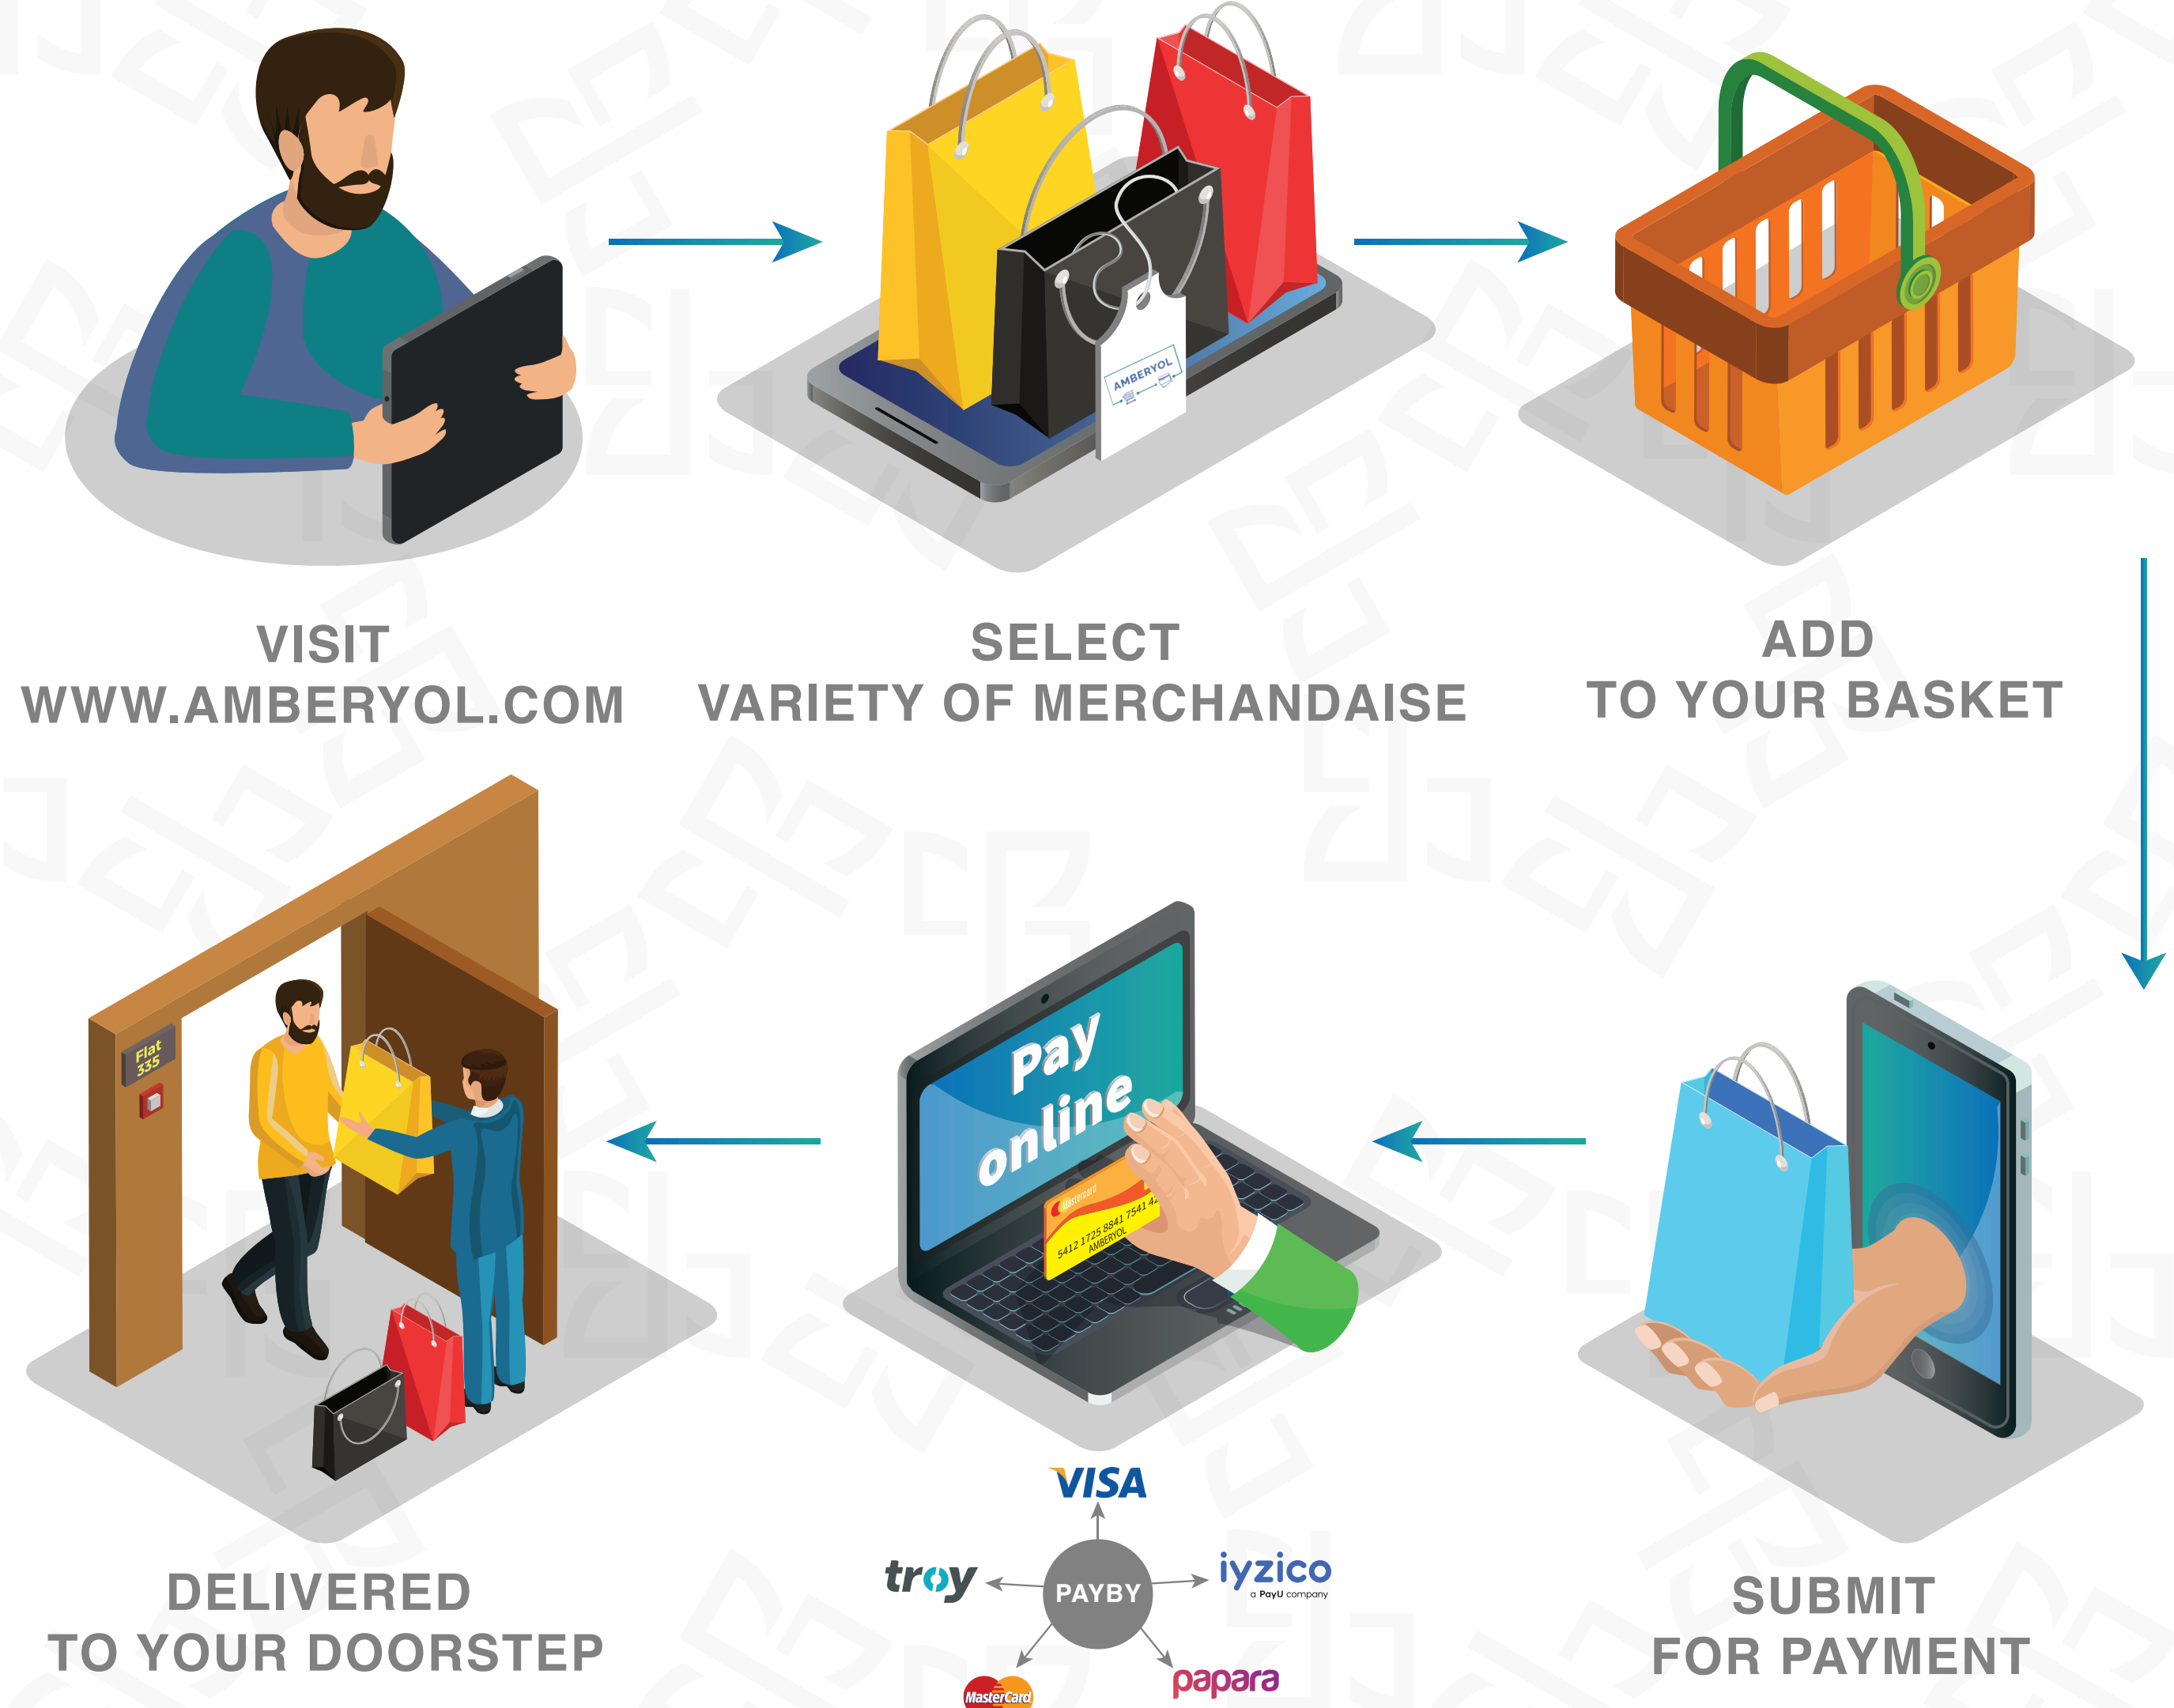 AMBERYOL
VISIT
WWW.AMBERYOL.COM
SELECT
VARIETY OF MERCHANDAISE
ADD
TO YOUR BASKET
Flat
335
Pay
online
Mastercard
5412 1725 8841 7541 42
AMBERYOL
DELIVERED
TO YOUR DOORSTEP
VISA
troy
PAYBY
iyzico
a PayU company
MasterCard
papara
SUBMIT
FOR PAYMENT